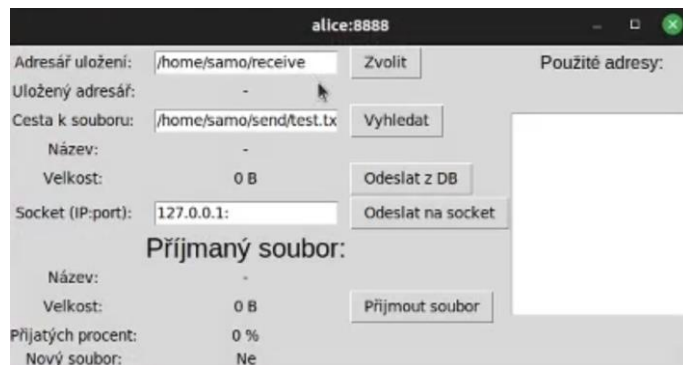 alice:8888
Adresář uložení: /home/samo/receive Zvolit Použité adresy:
Uložený adresář: -
Cesta k souboru: /home/samo/send/test.tx Vyhledat
Název: -
Velkost: 0 B Odeslat z DB
Socket (IP:port): 127.0.0.1: Odeslat na socket
Příjmaný soubor:
Název: -
Velkost: 0 B Přijmout soubor
Přijatých procent: 0 %
Nový soubor: Ne